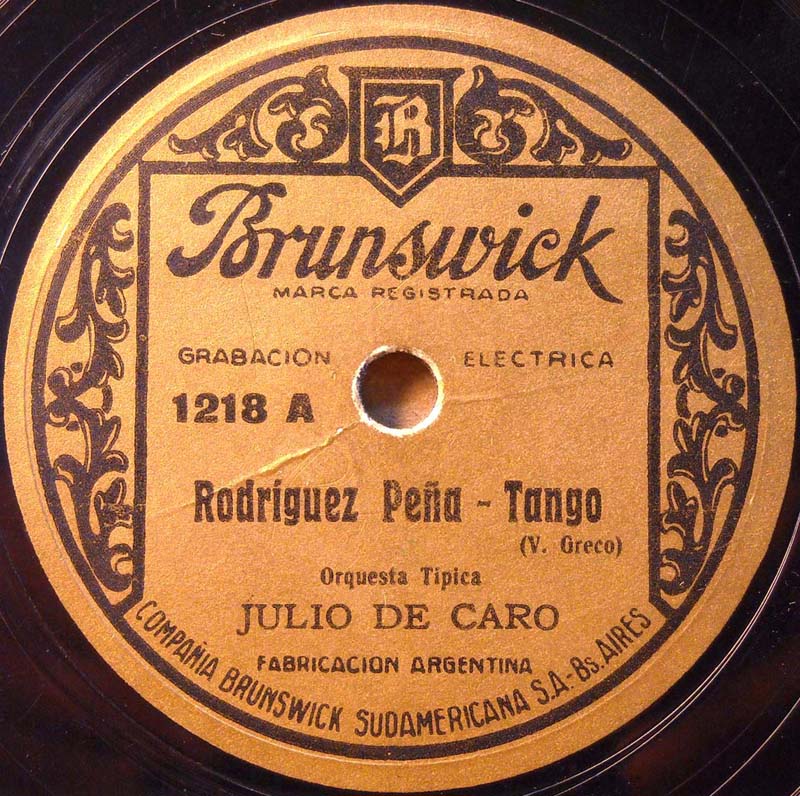 B
Brunswick
MARCA REGISTRADA
GRABACION ELECTRICA
1218 A
Rodríguez Peña - Tango
(V. Greco)
Orquesta Típica
JULIO DE CARO
FABRICACION ARGENTINA
COMPAÑIA BRUNSWICK SUDAMERICANA S.A-Bs.AIRES